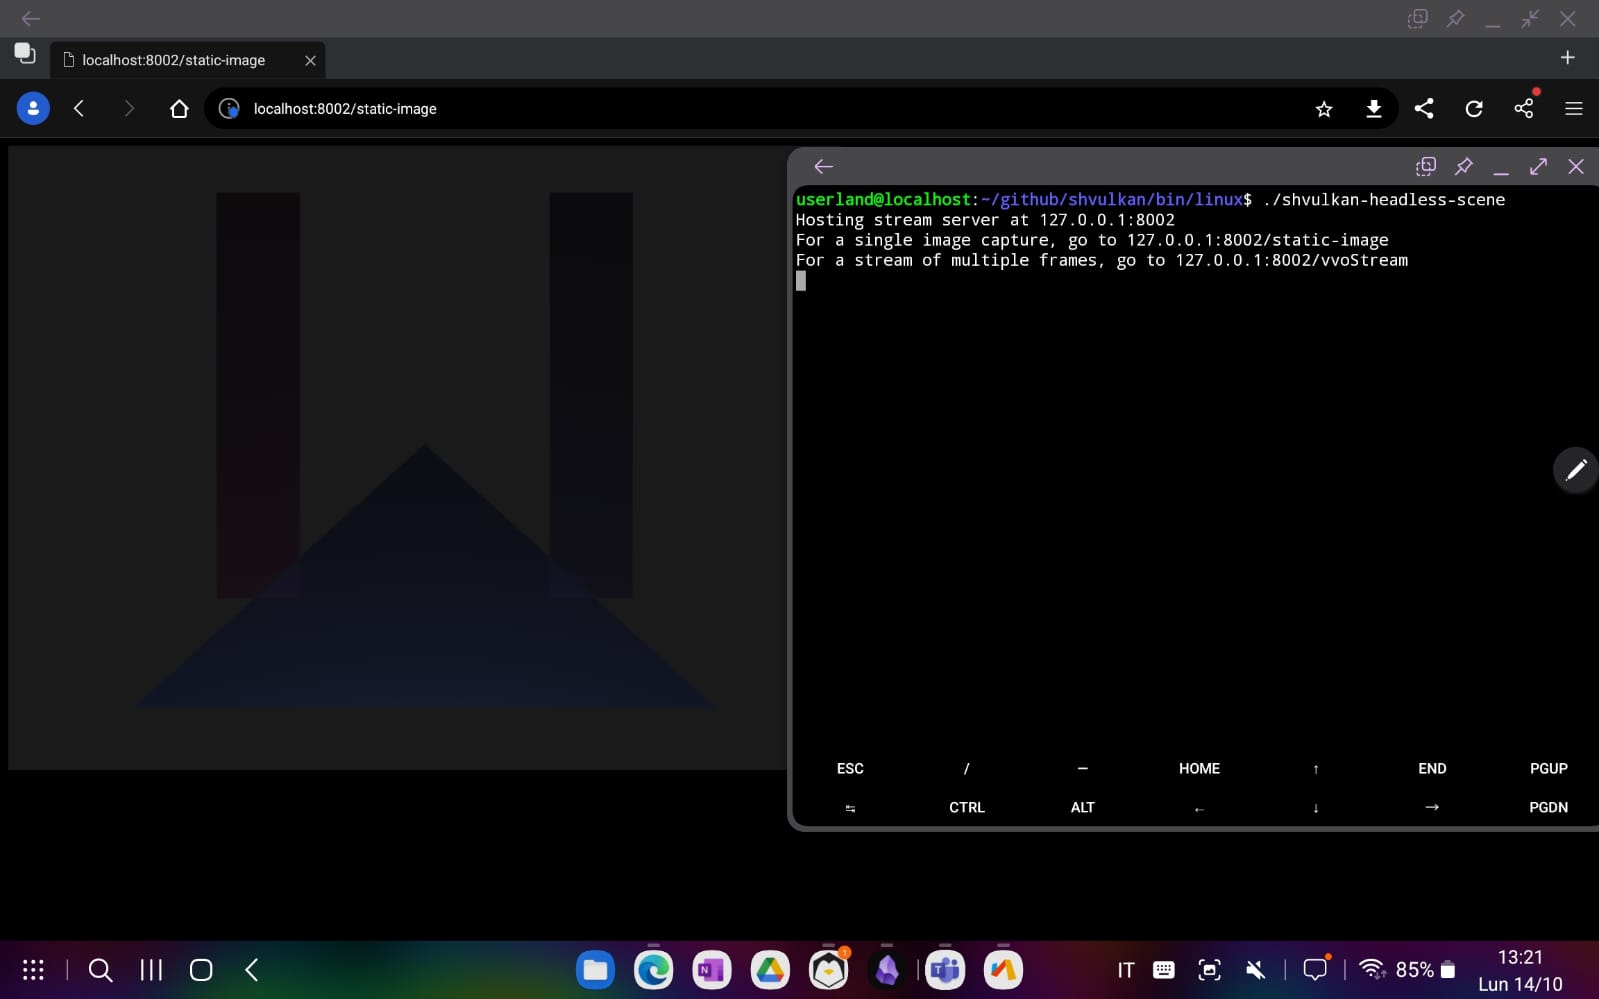 localhost:8002/static-image
localhost:8002/static-image
userland@localhost:~/github/shvulkan/bin/linux$ ./shvulkan-headless-scene
Hosting stream server at 127.0.0.1:8002
For a single image capture, go to 127.0.0.1:8002/static-image
For a stream of multiple frames, go to 127.0.0.1:8002/vvoStream
ESC / — HOME ↑ END PGUP
↹ CTRL ALT ← ↓ → PGDN
1
N
T
IT
85%
13:21
Lun 14/10